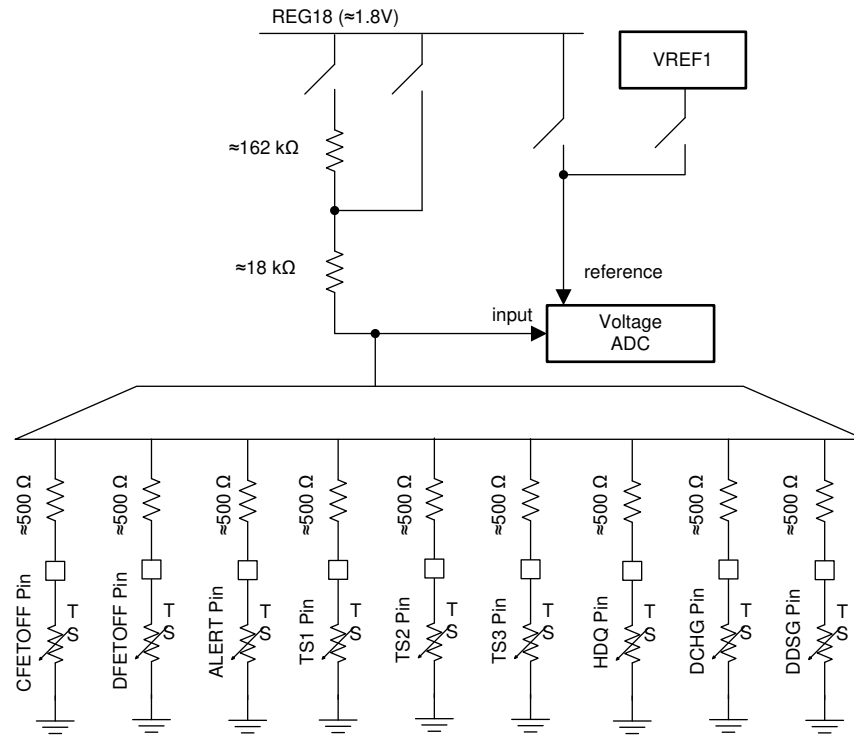 REG18 (≈1.8V)
VREF1
≈162 kΩ
≈18 kΩ
reference
input
Voltage
ADC
≈500 Ω
≈500 Ω
≈500 Ω
≈500 Ω
≈500 Ω
≈500 Ω
≈500 Ω
≈500 Ω
≈500 Ω
CFETOFF Pin
T
S
DFETOFF Pin
T
S
ALERT Pin
T
S
TS1 Pin
T
S
TS2 Pin
T
S
TS3 Pin
T
S
HDQ Pin
T
S
DCHG Pin
T
S
DDSG Pin
T
S